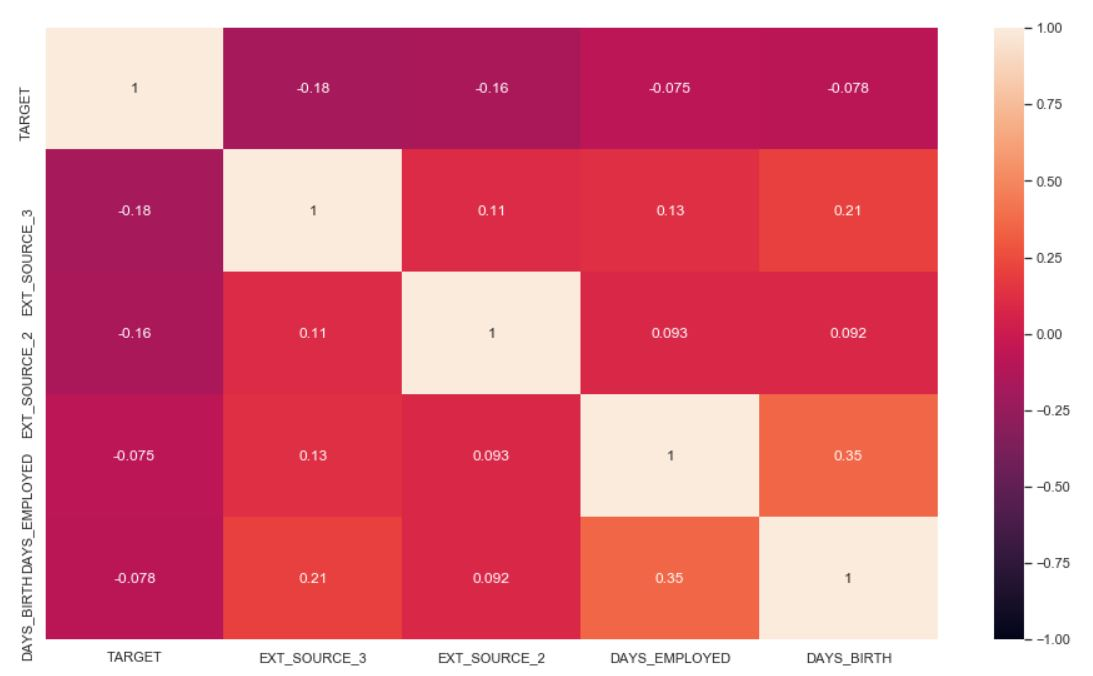 TARGET 1 -0.18 -0.16 -0.075 -0.078
EXT_SOURCE_3 -0.18 1 0.11 0.13 0.21
EXT_SOURCE_2 -0.16 0.11 1 0.093 0.092
DAYS_EMPLOYED -0.075 0.13 0.093 1 0.35
DAYS_BIRTH -0.078 0.21 0.092 0.35 1
TARGET EXT_SOURCE_3 EXT_SOURCE_2 DAYS_EMPLOYED DAYS_BIRTH
1.00
0.75
0.50
0.25
0.00
−0.25
−0.50
−0.75
−1.00